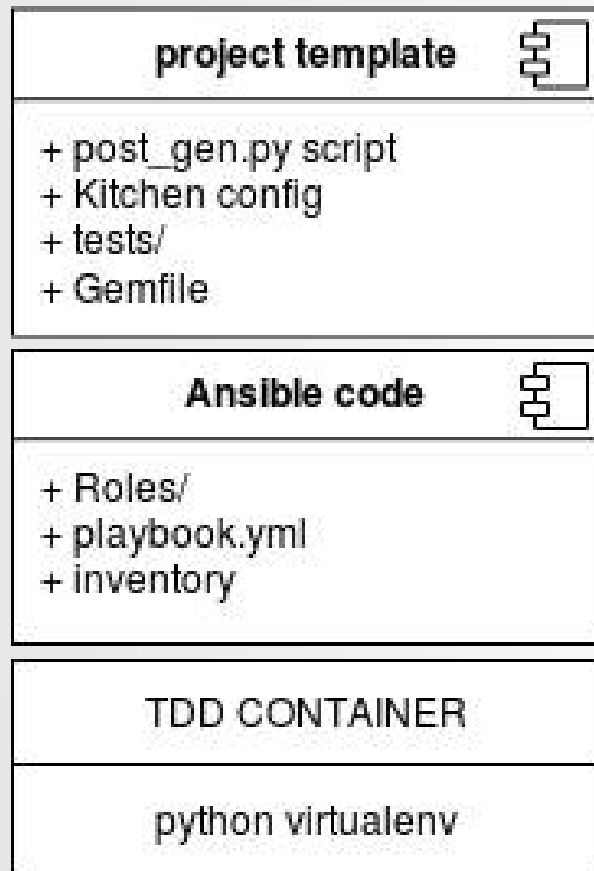 project template
+ post_gen.py script
+ Kitchen config
+ tests/
+ Gemfile
Ansible code
+ Roles/
+ playbook.yml
+ inventory
TDD CONTAINER
python virtualenv